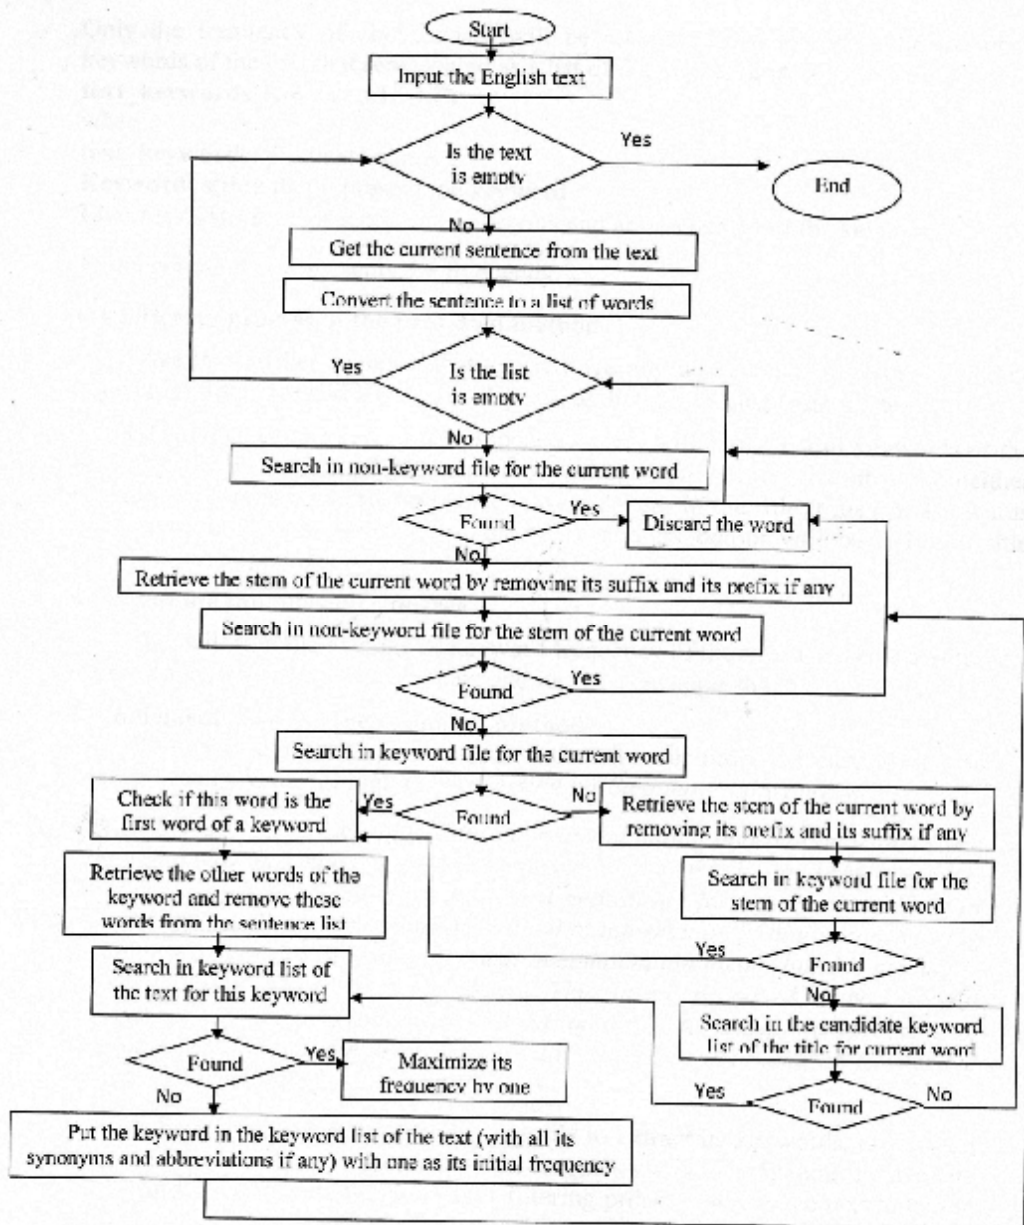 Start
Input the English text
Is the text
is empty
Yes
End
No
Get the current sentence from the text
Convert the sentence to a list of words
Is the list
is empty
Yes
No
Search in non-keyword file for the current word
Found
Yes
Discard the word
No
Retrieve the stem of the current word by removing its suffix and its prefix if any
Search in non-keyword file for the stem of the current word
Found
Yes
No
Search in keyword file for the current word
Found
Yes
No
Check if this word is the
first word of a keyword
Retrieve the stem of the current word by
removing its prefix and its suffix if any
Retrieve the other words of the
keyword and remove these
words from the sentence list
Search in keyword file for the
stem of the current word
Found
Yes
No
Search in keyword list of
the text for this keyword
Search in the candidate keyword
list of the title for current word
Found
Yes
No
Maximize its
frequency by one
Found
Yes
No
Put the keyword in the keyword list of the text (with all its
synonyms and abbreviations if any) with one as its initial frequency